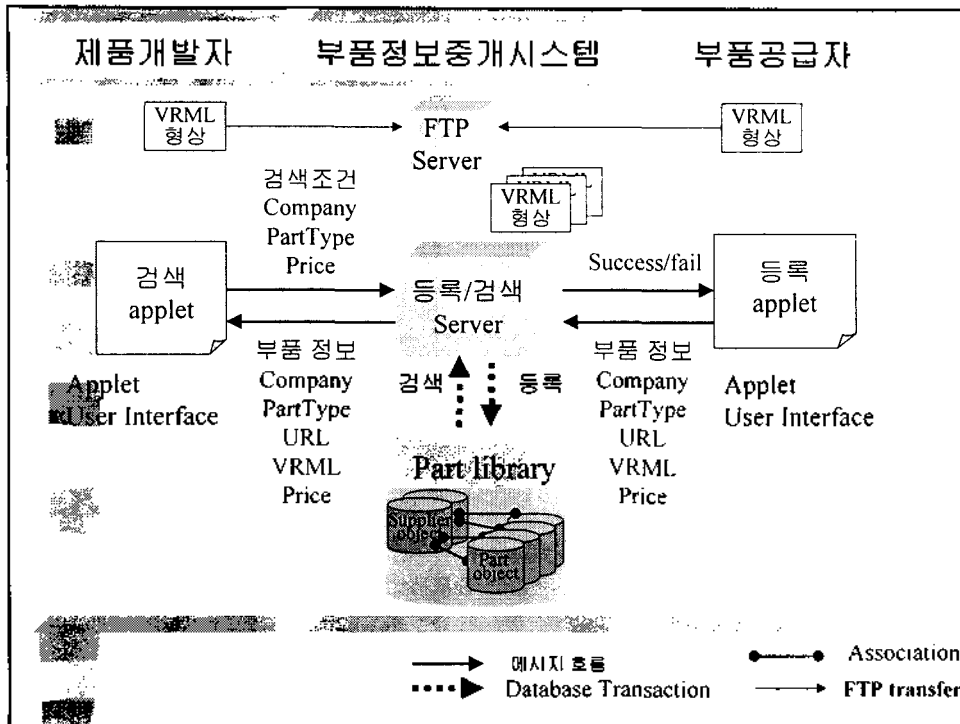 제품개발자 부품정보중개시스템 부품공급자
VRML
형상
FTP
Server
VRML
형상
VRML
형상
검색조건
Company
PartType
Price
검색
applet
등록/검색
Server
Success/fail
등록
applet
Applet
User Interface
부품 정보
Company
PartType
URL
VRML
Price
검색
등록
부품 정보
Company
PartType
URL
VRML
Price
Applet
User Interface
Part library
Supplier
object
Part
object
메시지 흐름
Association
Database Transaction
FTP transfer